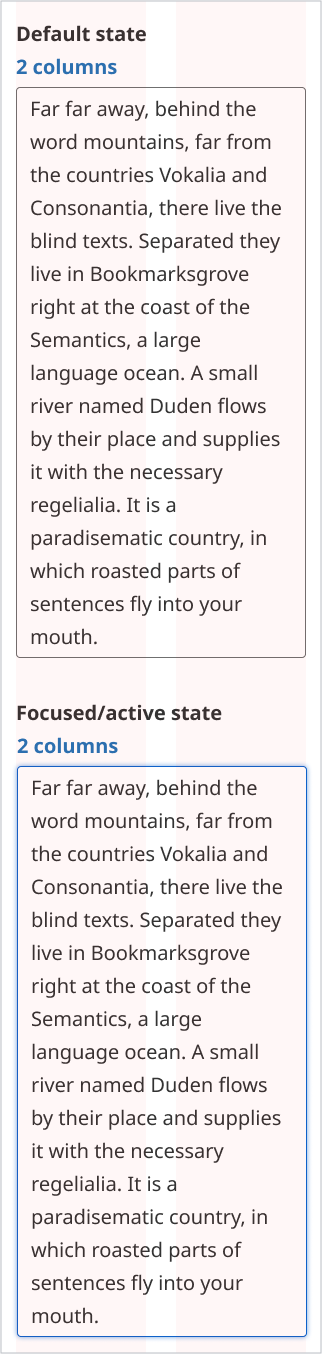 Default state
2 columns
Far far away, behind the
word mountains, far from
the countries Vokalia and
Consonantia, there live the
blind texts. Separated they
live in Bookmarksgrove
right at the coast of the
Semantics, a large
language ocean. A small
river named Duden flows
by their place and supplies
it with the necessary
regelialia. It is a
paradisematic country, in
which roasted parts of
sentences fly into your
mouth.
Focused/active state
2 columns
Far far away, behind the
word mountains, far from
the countries Vokalia and
Consonantia, there live the
blind texts. Separated they
live in Bookmarksgrove
right at the coast of the
Semantics, a large
language ocean. A small
river named Duden flows
by their place and supplies
it with the necessary
regelialia. It is a
paradisematic country, in
which roasted parts of
sentences fly into your
mouth.